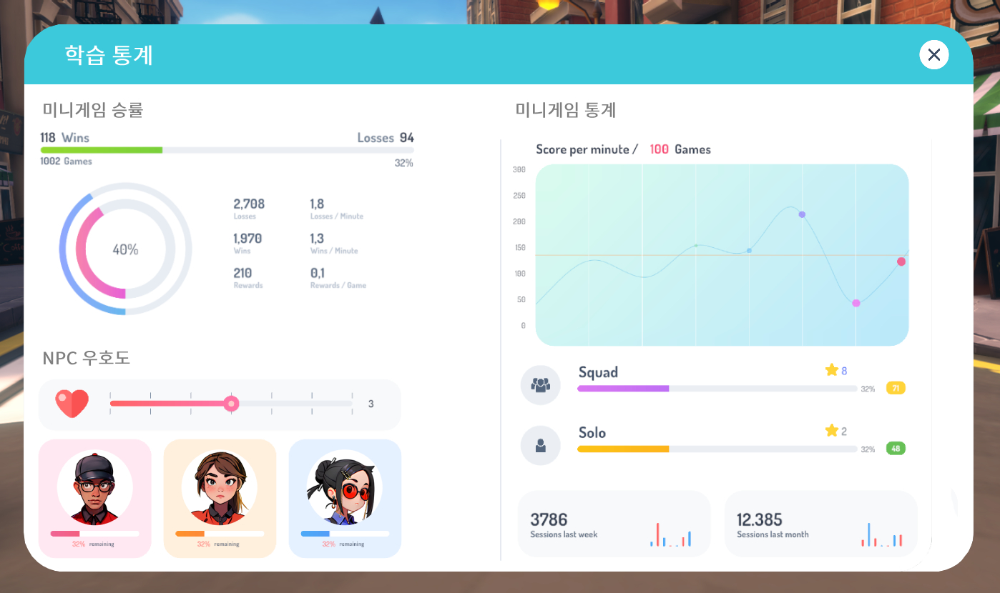 학습 통계
미니게임 승률
118 Wins
Losses 94
1002 Games
32%
40%
2,708
Losses
1,8
Losses / Minute
1,970
Wins
1,3
Wins / Minute
210
Rewards
0,1
Rewards / Game
NPC 우호도
3
32% remaining
32% remaining
32% remaining
미니게임 통계
Score per minute / 100 Games
300
250
200
150
100
50
0
Squad
8
32%
71
Solo
2
32%
48
3786
Sessions last week
12.385
Sessions last month